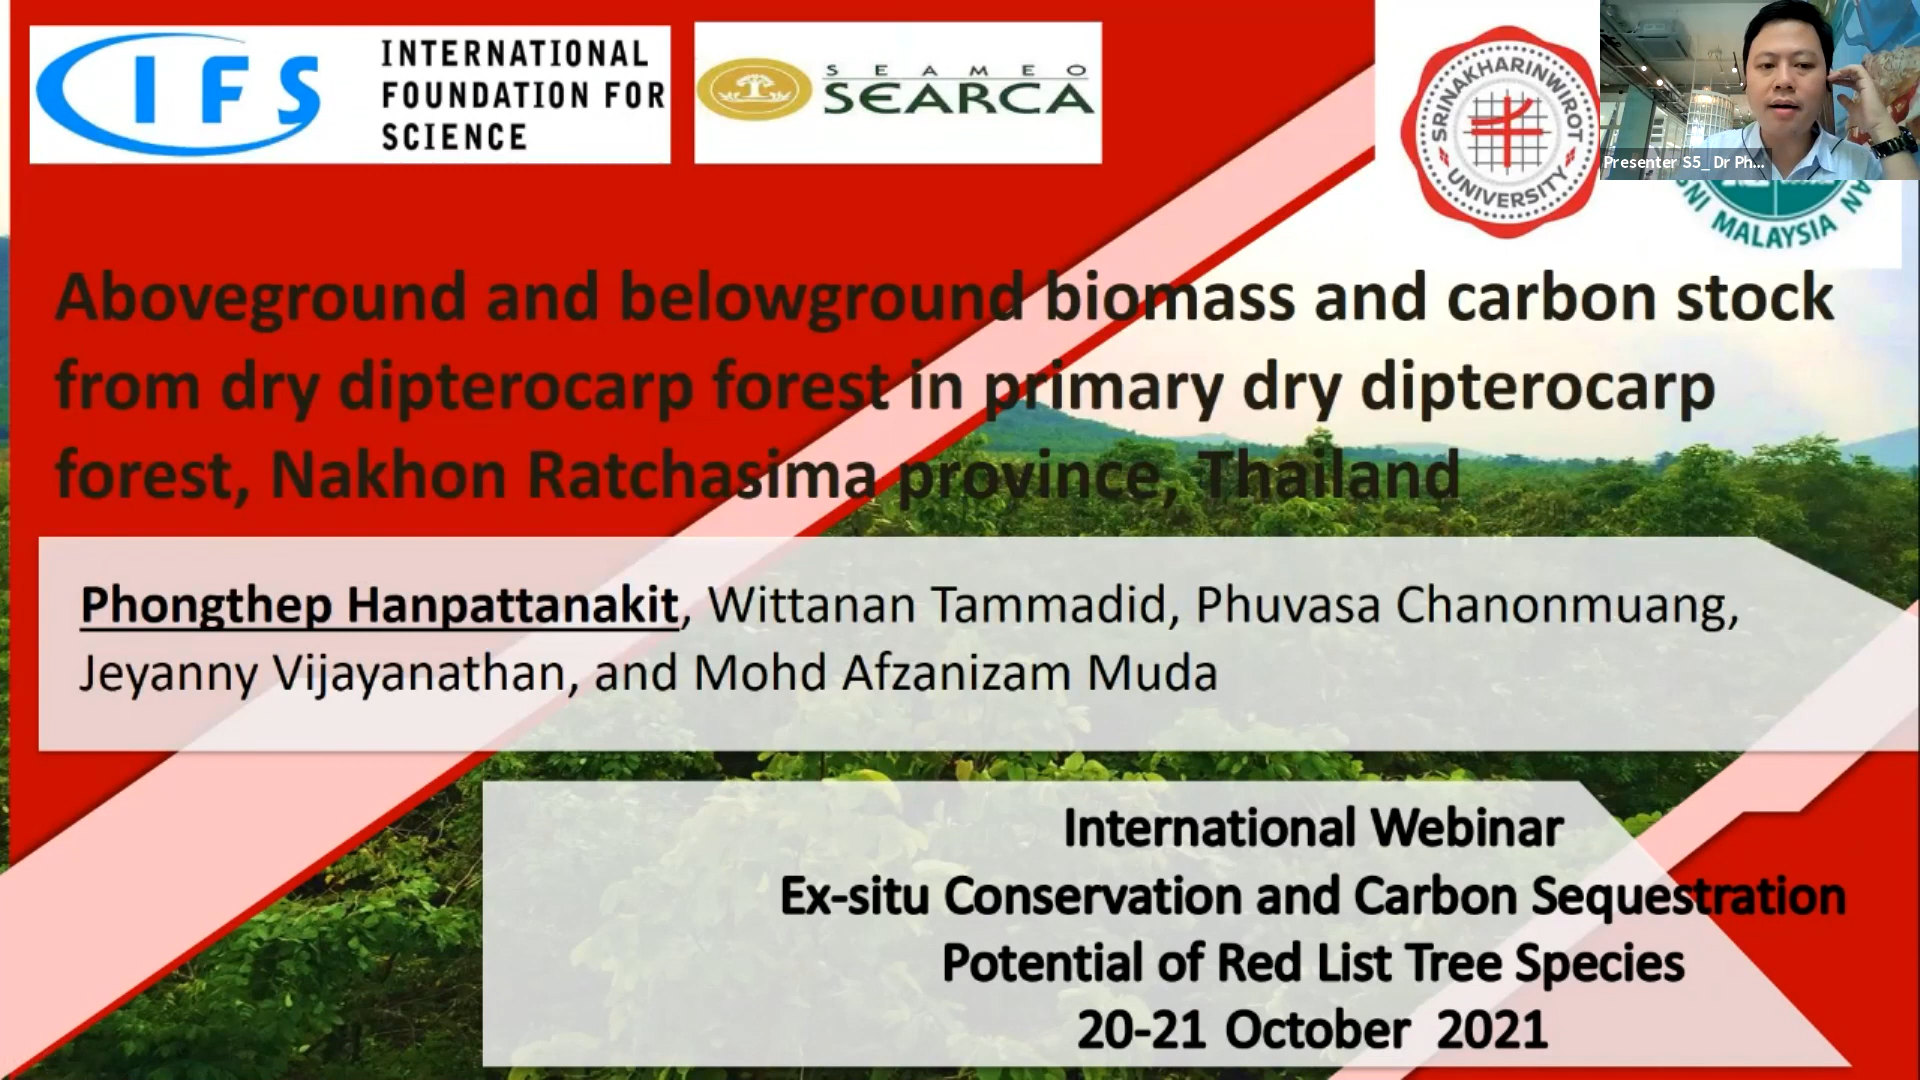 IFS
INTERNATIONAL
FOUNDATION FOR
SCIENCE
SEAMEO
SEARCA
SRINAKHARINWIROT
UNIVERSITY
Presenter S5_ Dr Ph...
MALAYSIA
Aboveground and belowground biomass and carbon stock
from dry dipterocarp forest in primary dry dipterocarp
forest, Nakhon Ratchasima province, Thailand
Phongthep Hanpattanakit, Wittanan Tammadid, Phuvasa Chanonmuang,
Jeyanny Vijayanathan, and Mohd Afzanizam Muda
International Webinar
Ex-situ Conservation and Carbon Sequestration
Potential of Red List Tree Species
20-21 October 2021